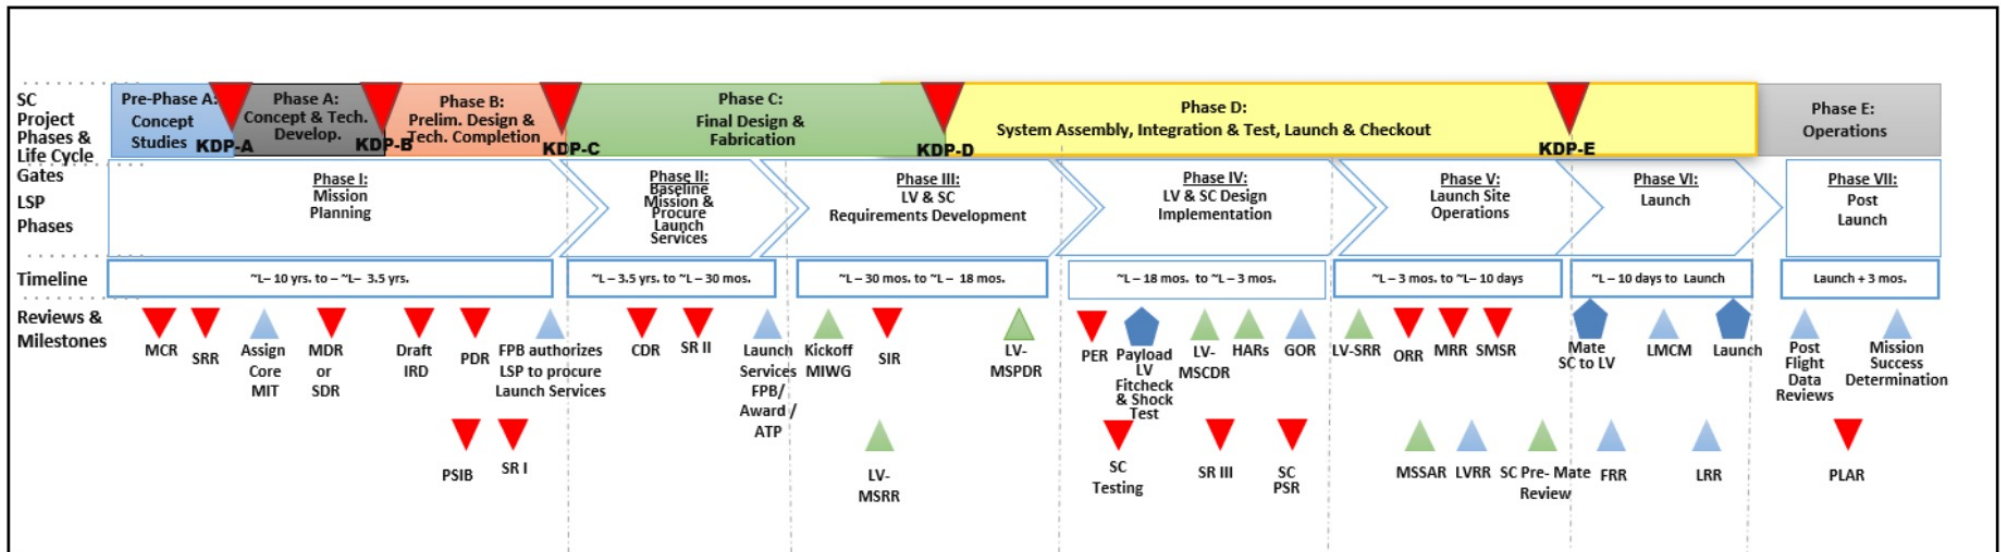 SC
Project
Phases &
Life Cycle
Gates
Pre-Phase A:
Concept
Studies
KDP-A
Phase A:
Concept & Tech.
Develop.
KDP-B
Phase B:
Prelim. Design &
Tech. Completion
KDP-C
Phase C:
Final Design &
Fabrication
KDP-D
Phase D:
System Assembly, Integration & Test, Launch & Checkout
KDP-E
Phase E:
Operations
LSP
Phases
Phase I:
Mission
Planning
Phase II:
Baseline
Mission &
Procure
Launch
Services
Phase III:
LV & SC
Requirements Development
Phase IV:
LV & SC Design
Implementation
Phase V:
Launch Site
Operations
Phase VI:
Launch
Phase VII:
Post
Launch
Timeline
~L– 10 yrs. to – ~L– 3.5 yrs.
~L – 3.5 yrs. to ~L – 30 mos.
~L – 30 mos. to ~L – 18 mos.
~L – 18 mos. to ~L – 3 mos.
~L – 3 mos. to ~L– 10 days
~L – 10 days to Launch
Launch + 3 mos.
Reviews &
Milestones
MCR
SRR
Assign
Core
MIT
MDR
or
SDR
Draft
IRD
PDR
FPB authorizes
LSP to procure
Launch Services
CDR
SR II
Launch
Services
FPB/
Award /
ATP
Kickoff
MIWG
SIR
LV-
MSPDR
PER
Payload
LV
Fitcheck
& Shock
Test
LV-
MSCDR
HARs
GOR
LV-SRR
ORR
MRR
SMSR
Mate
SC to LV
LMCM
Launch
Post
Flight
Data
Reviews
Mission
Success
Determination
PSIB
SR I
LV-
MSRR
SC
Testing
SR III
SC
PSR
MSSAR
LVRR
SC Pre- Mate
Review
FRR
LRR
PLAR